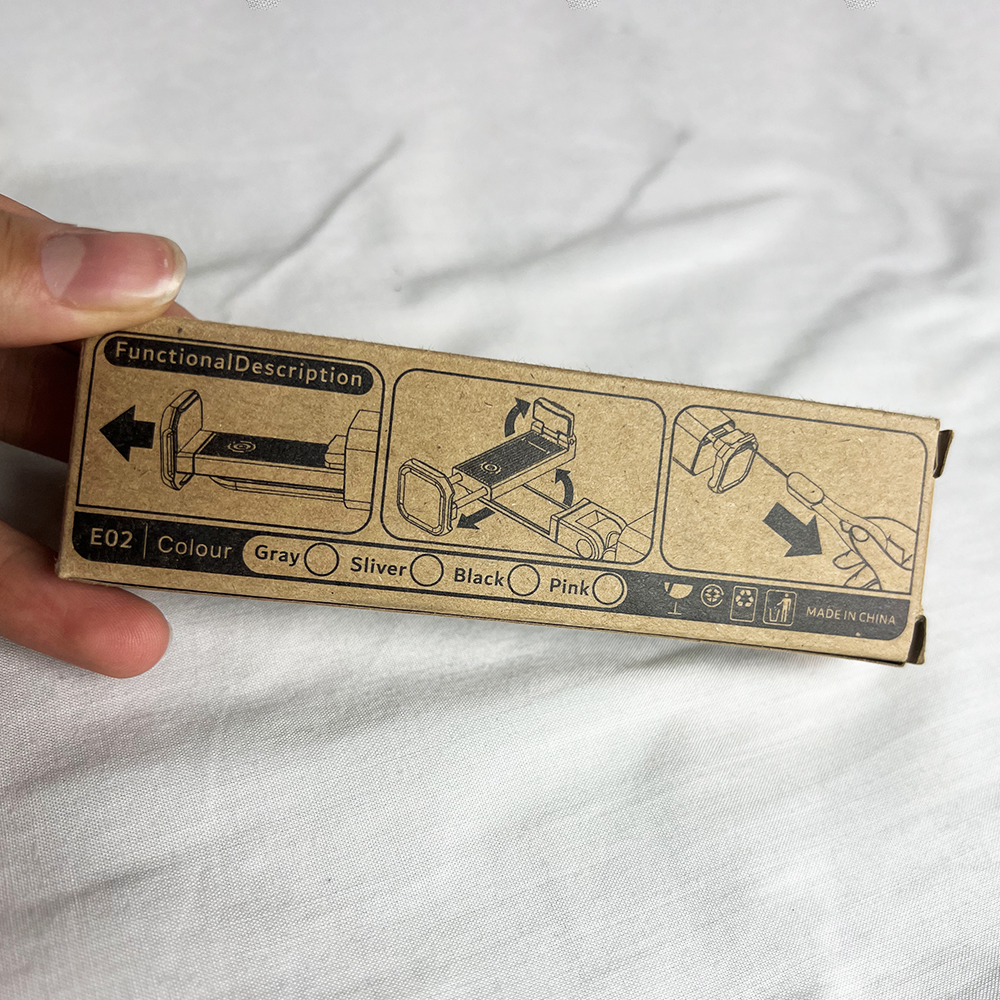 FunctionalDescription
E02 | Colour Gray Sliver Black Pink MADE IN CHINA